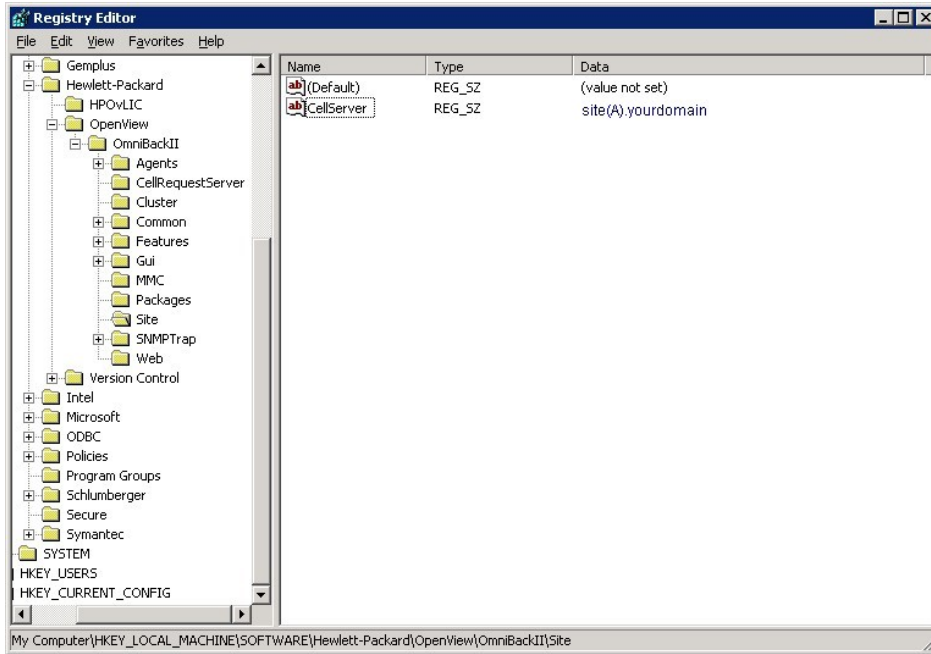 Registry Editor
File Edit View Favorites Help
Gemplus
Hewlett-Packard
HPOvLIC
OpenView
OmniBackII
Agents
CellRequestServer
Cluster
Common
Features
Gui
MMC
Packages
Site
SNMPTrap
Web
Version Control
Intel
Microsoft
ODBC
Policies
Program Groups
Schlumberger
Secure
Symantec
SYSTEM
HKEY_USERS
HKEY_CURRENT_CONFIG
Name Type Data
ab (Default) REG_SZ (value not set)
ab CellServer REG_SZ site(A).yourdomain
My Computer\HKEY_LOCAL_MACHINE\SOFTWARE\Hewlett-Packard\OpenView\OmniBackII\Site